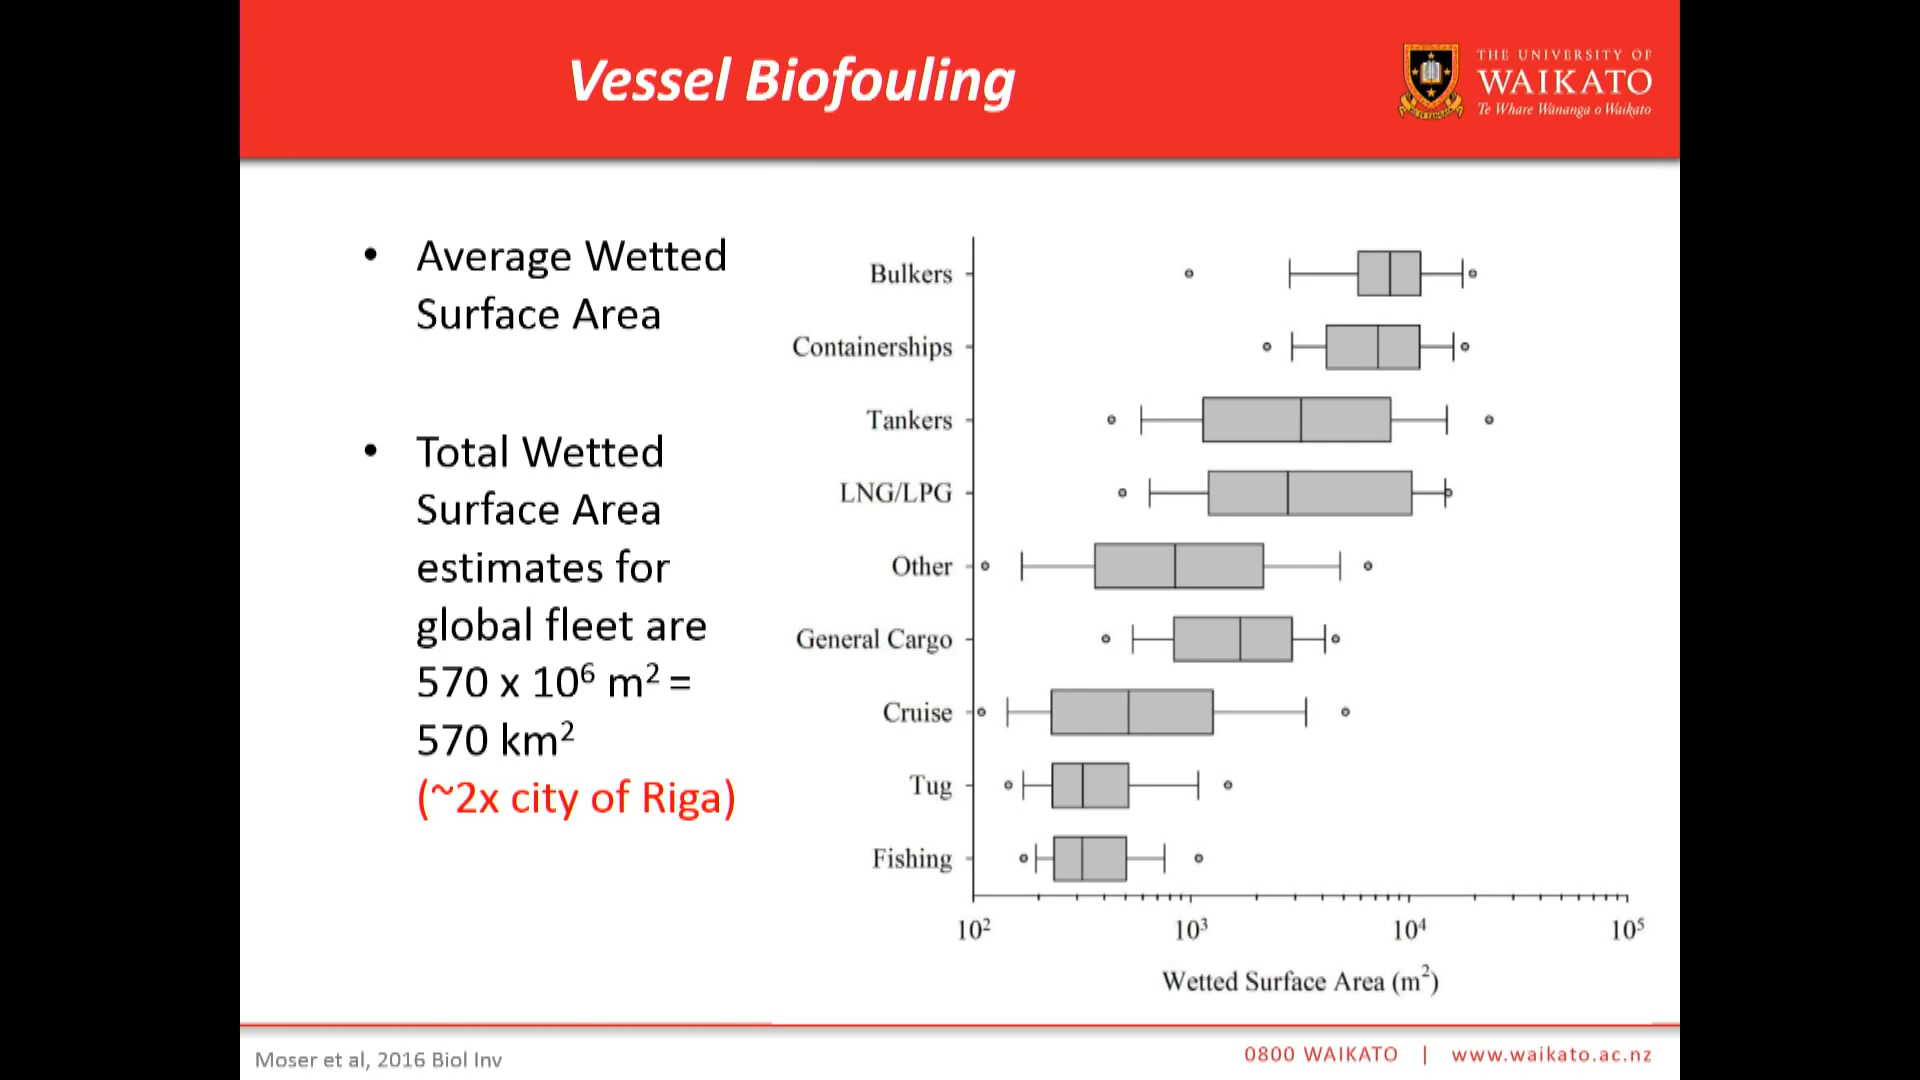 Vessel Biofouling
THE UNIVERSITY OF
WAIKATO
Te Whare Wānanga o Waikato
• Average Wetted
Surface Area
• Total Wetted
Surface Area
estimates for
global fleet are
570 x 10⁶ m² =
570 km²
(~2x city of Riga)
Bulkers
Containerships
Tankers
LNG/LPG
Other
General Cargo
Cruise
Tug
Fishing
10² 10³ 10⁴ 10⁵
Wetted Surface Area (m²)
Moser et al, 2016 Biol Inv
0800 WAIKATO | www.waikato.ac.nz